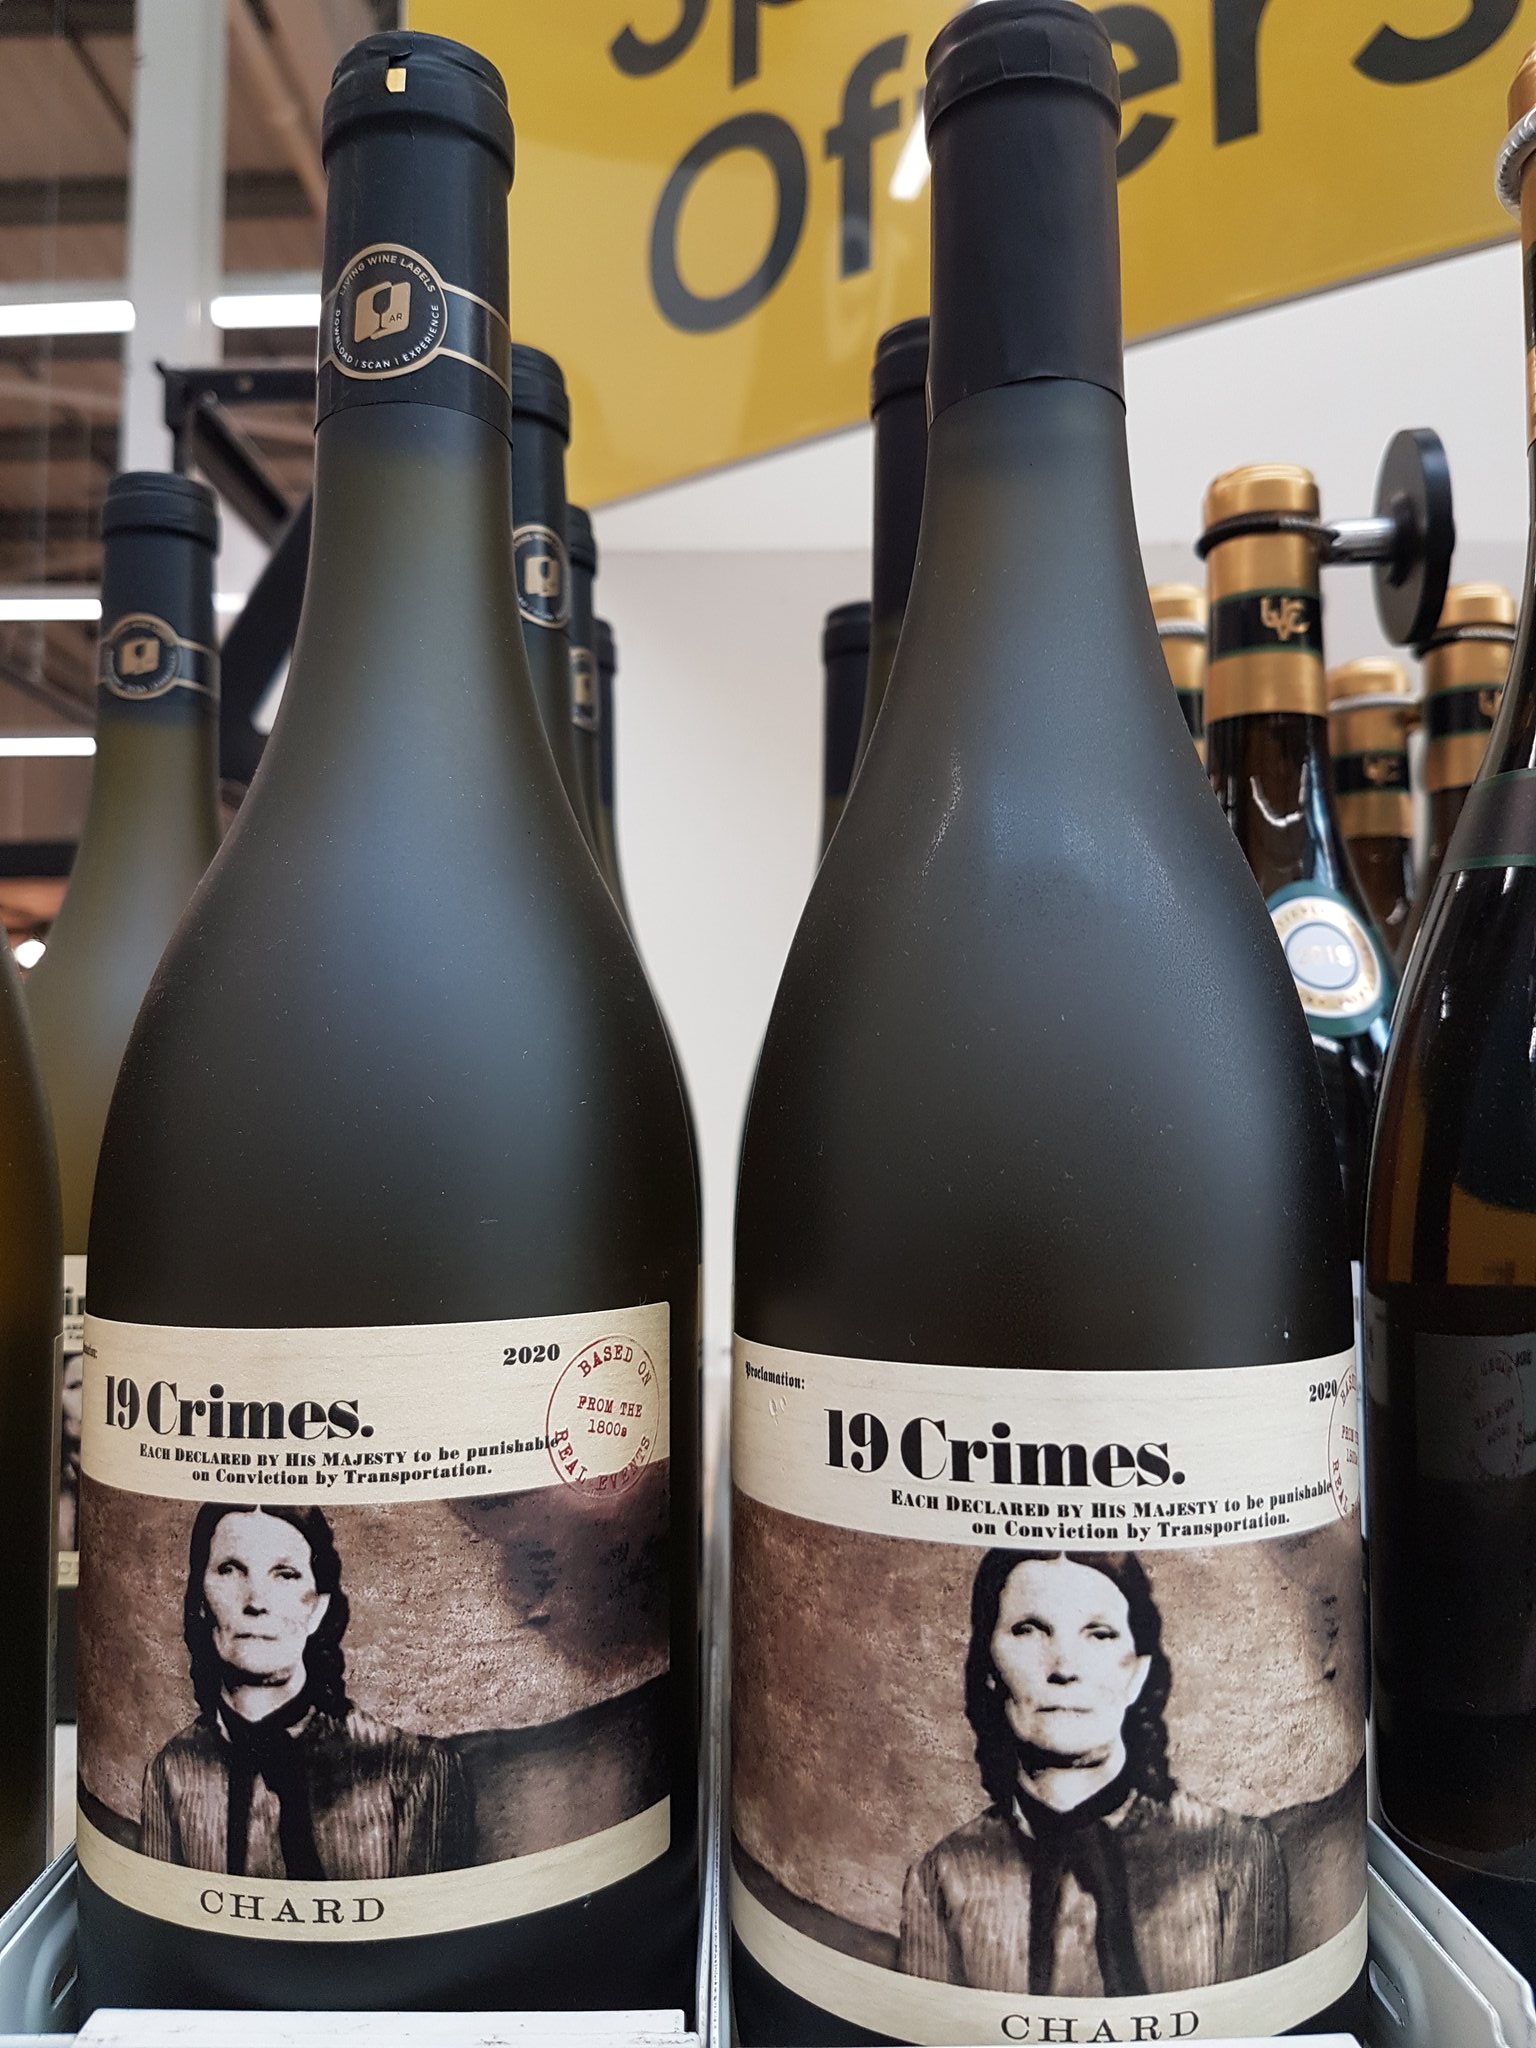 Offers
LIVING WINE LABELS
AR
DOWNLOAD | SCAN | EXPERIENCE
2020
19 Crimes.
EACH DECLARED BY HIS MAJESTY to be punishable
on Conviction by Transportation.
BASED ON
FROM THE
1800s
REAL EVENTS
CHARD
Proclamation:
2020
19 Crimes.
EACH DECLARED BY HIS MAJESTY to be punishable
on Conviction by Transportation.
CHARD